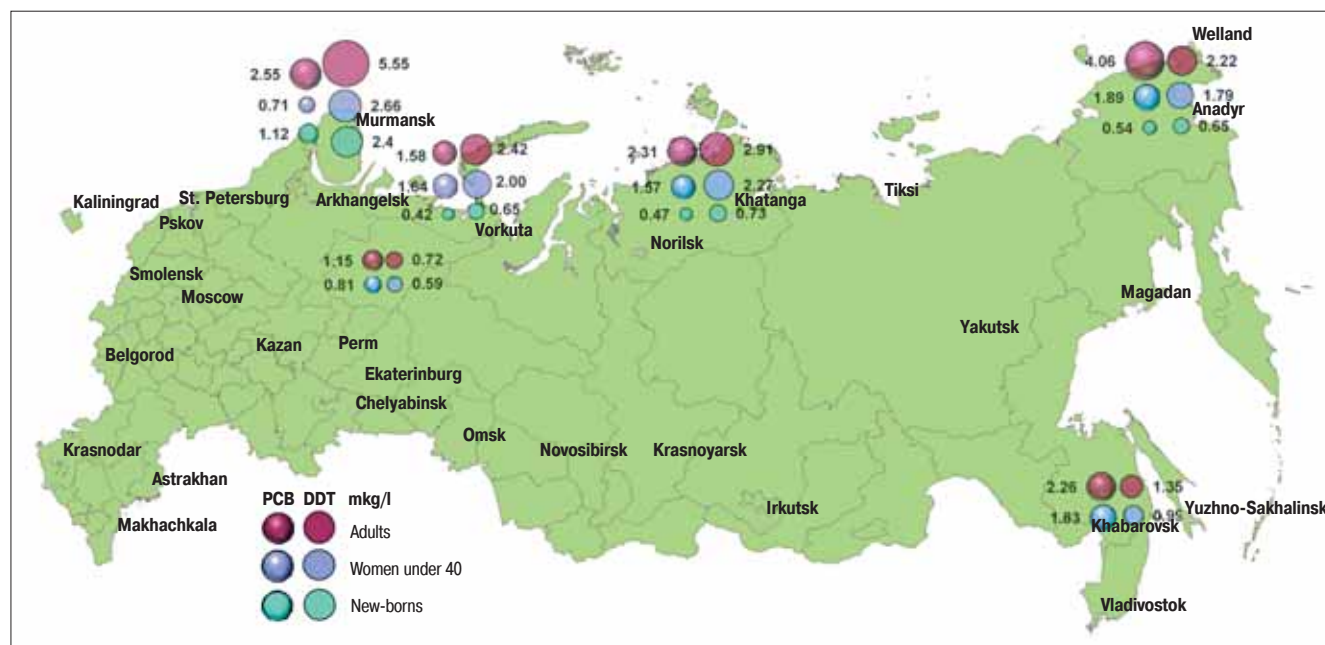 Welland
5.55
2.55
4.06 2.22
0.71 2.66
1.89 1.79
Murmansk
Anadyr
1.12 2.4
0.54 0.65
1.58 2.42
2.31 2.91
1.64 2.00
1.57 2.27
Kaliningrad St. Petersburg Arkhangelsk Khatanga Tiksi
0.42 0.65
0.47 0.73
Pskov Vorkuta
Norilsk
1.15 0.72
Smolensk
0.81 0.59
Moscow Magadan
Yakutsk
Belgorod Kazan Perm
Ekaterinburg
Chelyabinsk
Omsk
Krasnodar Novosibirsk Krasnoyarsk
Astrakhan
2.26 1.35
PCB DDT mkg/l
Irkutsk Yuzhno-Sakhalinsk
1.83 0.95
Makhachkala Khabarovsk
Adults
Women under 40
New-borns Vladivostok